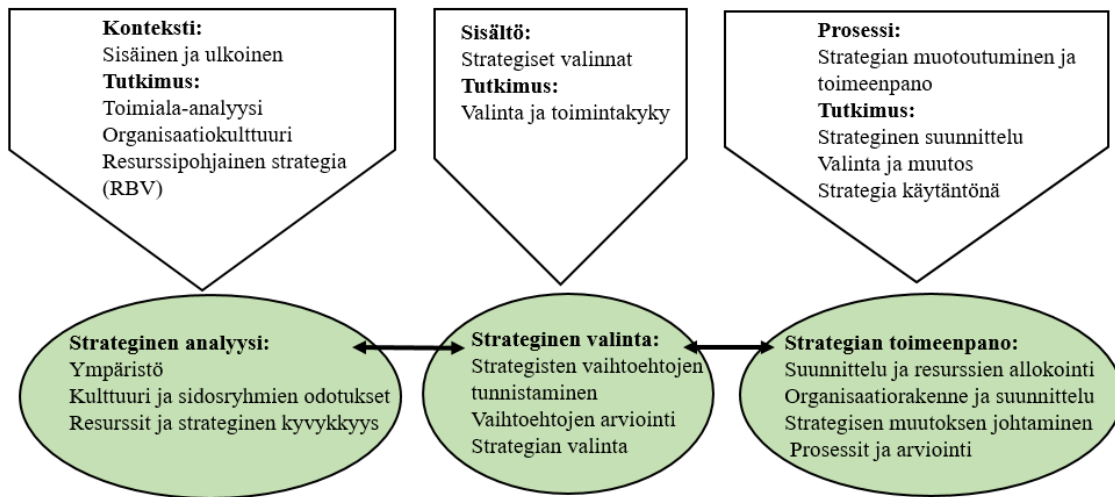 Konteksti:
Sisäinen ja ulkoinen
Tutkimus:
Toimiala-analyysi
Organisaatiokulttuuri
Resurssipohjainen strategia
(RBV)
Sisältö:
Strategiset valinnat
Tutkimus:
Valinta ja toimintakyky
Prosessi:
Strategian muotoutuminen ja
toimeenpano
Tutkimus:
Strateginen suunnittelu
Valinta ja muutos
Strategia käytäntönä
Strateginen analyysi:
Ympäristö
Kulttuuri ja sidosryhmien odotukset
Resurssit ja strateginen kyvykkyys
Strateginen valinta:
Strategisten vaihtoehtojen
tunnistaminen
Vaihtoehtojen arviointi
Strategian valinta
Strategian toimeenpano:
Suunnittelu ja resurssien allokointi
Organisaatiorakenne ja suunnittelu
Strategisen muutoksen johtaminen
Prosessit ja arviointi